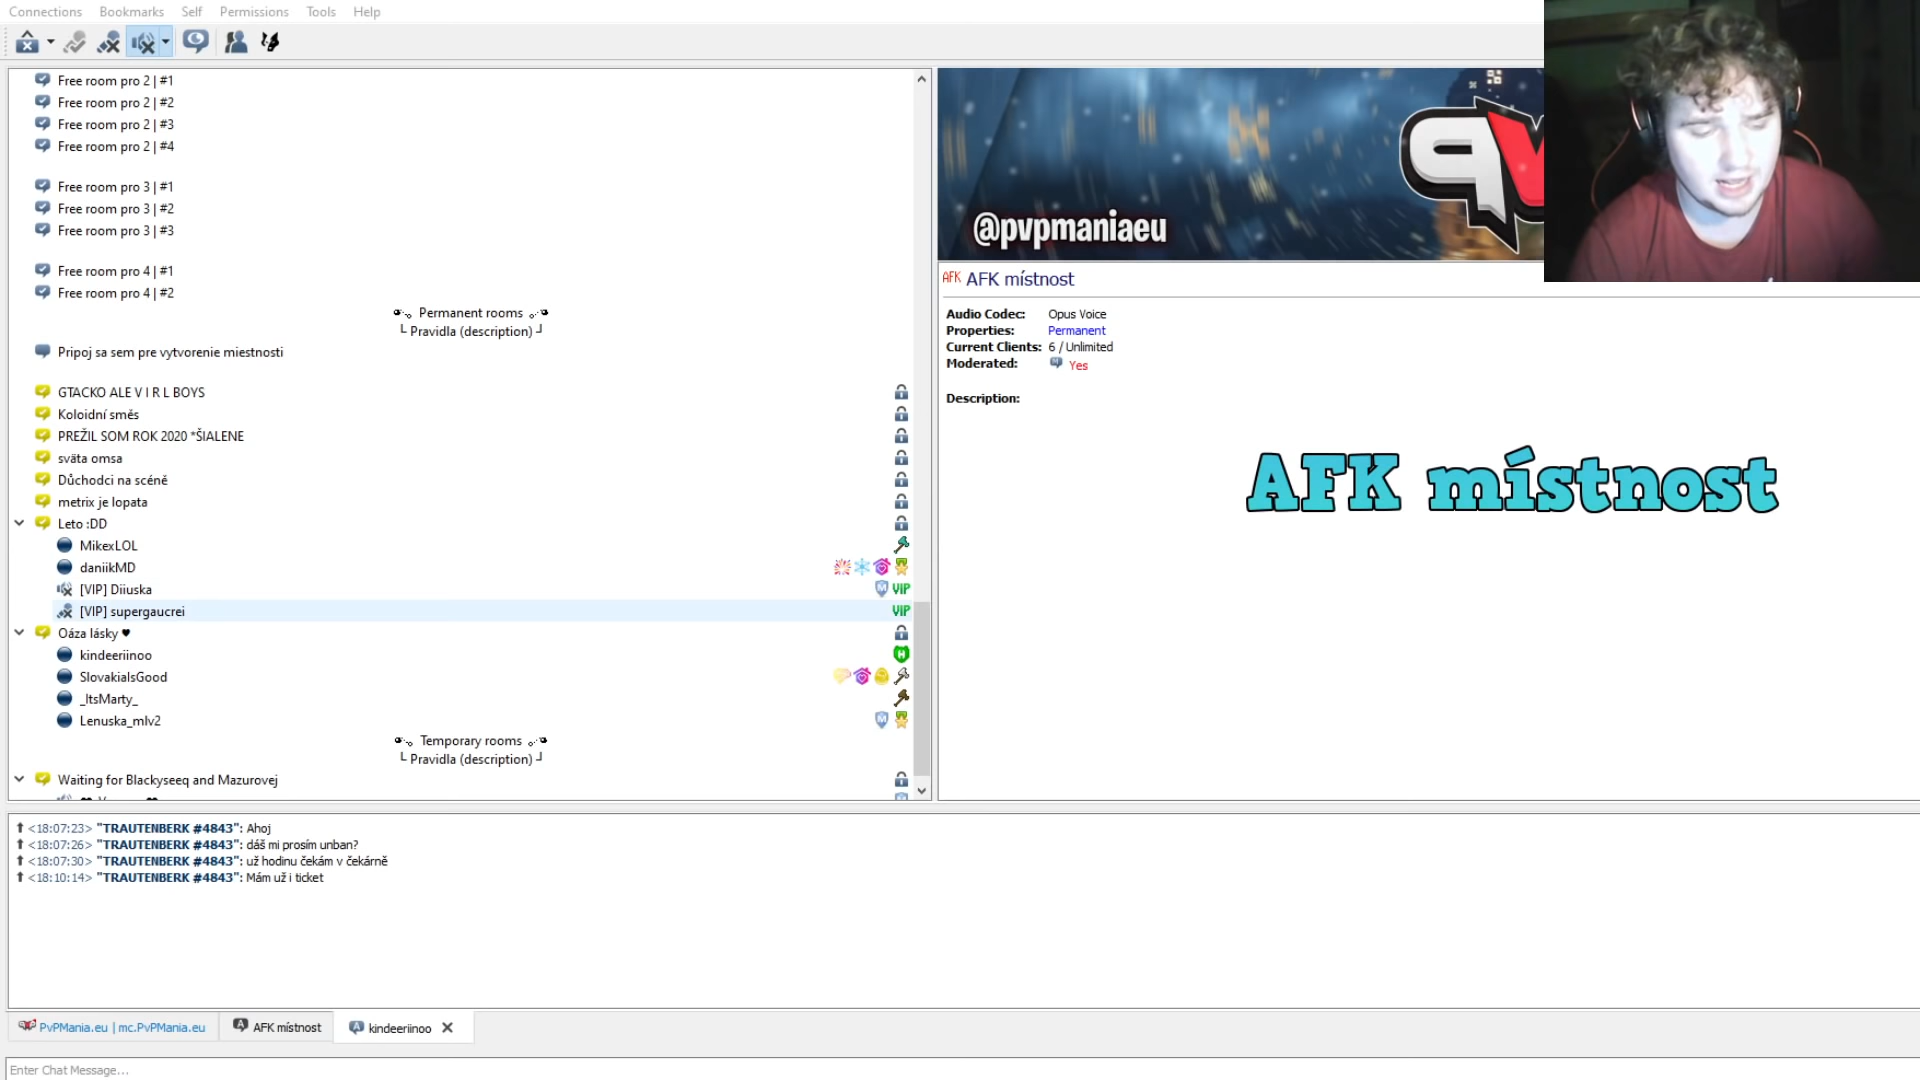 Connections Bookmarks Self Permissions Tools Help
Free room pro 2 | #1
Free room pro 2 | #2
Free room pro 2 | #3
Free room pro 2 | #4
Free room pro 3 | #1
Free room pro 3 | #2
Free room pro 3 | #3
Free room pro 4 | #1
Free room pro 4 | #2
Permanent rooms
└ Pravidla (description) ┘
Pripoj sa sem pre vytvorenie miestnosti
GTACKO ALE V I R L BOYS
Koloidní směs
PREŽIL SOM ROK 2020 *ŠIALENE
sväta omsa
Důchodci na scéně
metrix je lopata
Leto :DD
MikexLOL
daniikMD
[VIP] Diiuska VIP
[VIP] supergaucrei VIP
Oáza lásky ♥
kindeeriinoo
SlovakiaIsGood
_ItsMarty_
Lenuska_mlv2
Temporary rooms
└ Pravidla (description) ┘
Waiting for Blackyseeq and Mazurovej
@pvpmaniaeu
AFK AFK místnost
Audio Codec: Opus Voice
Properties: Permanent
Current Clients: 6 / Unlimited
Moderated: Yes
Description:
AFK místnost
<18:07:23> "TRAUTENBERK #4843": Ahoj
<18:07:26> "TRAUTENBERK #4843": dáš mi prosím unban?
<18:07:30> "TRAUTENBERK #4843": už hodinu čekám v čekárně
<18:10:14> "TRAUTENBERK #4843": Mám už i ticket
PvPMania.eu | mc.PvPMania.eu AFK místnost kindeeriinoo
Enter Chat Message...